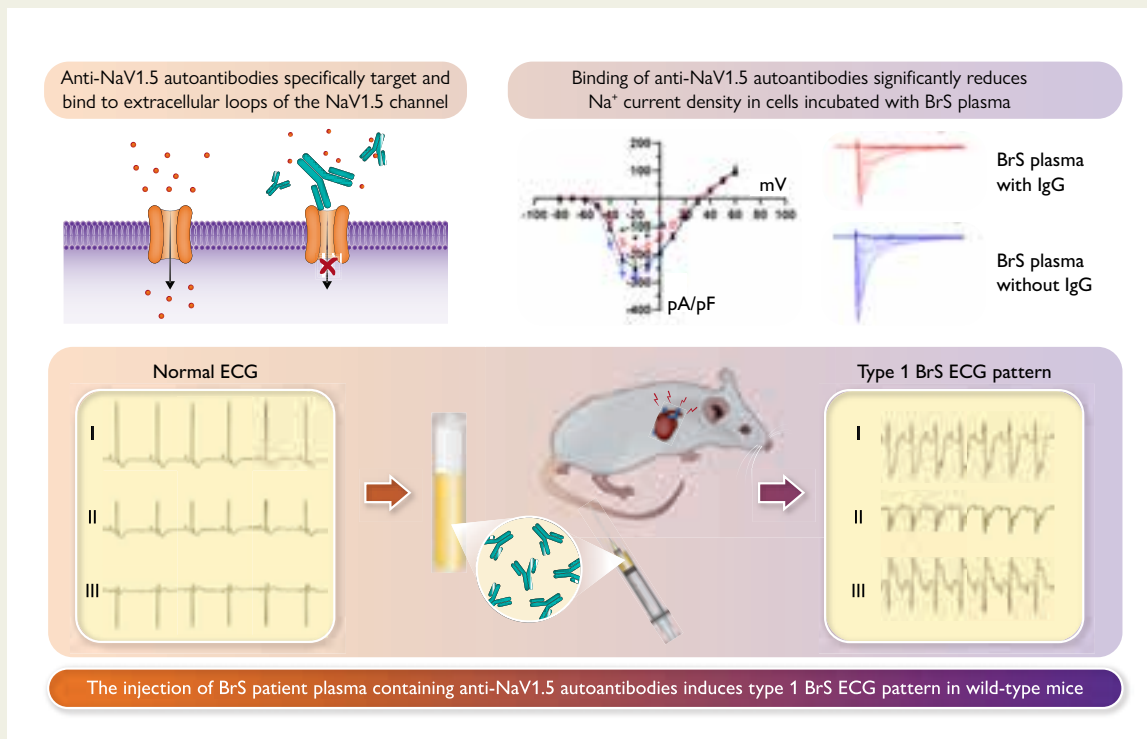 Anti-NaV1.5 autoantibodies specifically target and
bind to extracellular loops of the NaV1.5 channel
Binding of anti-NaV1.5 autoantibodies significantly reduces
Na⁺ current density in cells incubated with BrS plasma
200
100
mV
-100 -80 -60 -40 -20 20 40 60 80 100
-400
pA/pF
BrS plasma
with IgG
BrS plasma
without IgG
Normal ECG
I
II
III
Type 1 BrS ECG pattern
I
II
III
The injection of BrS patient plasma containing anti-NaV1.5 autoantibodies induces type 1 BrS ECG pattern in wild-type mice